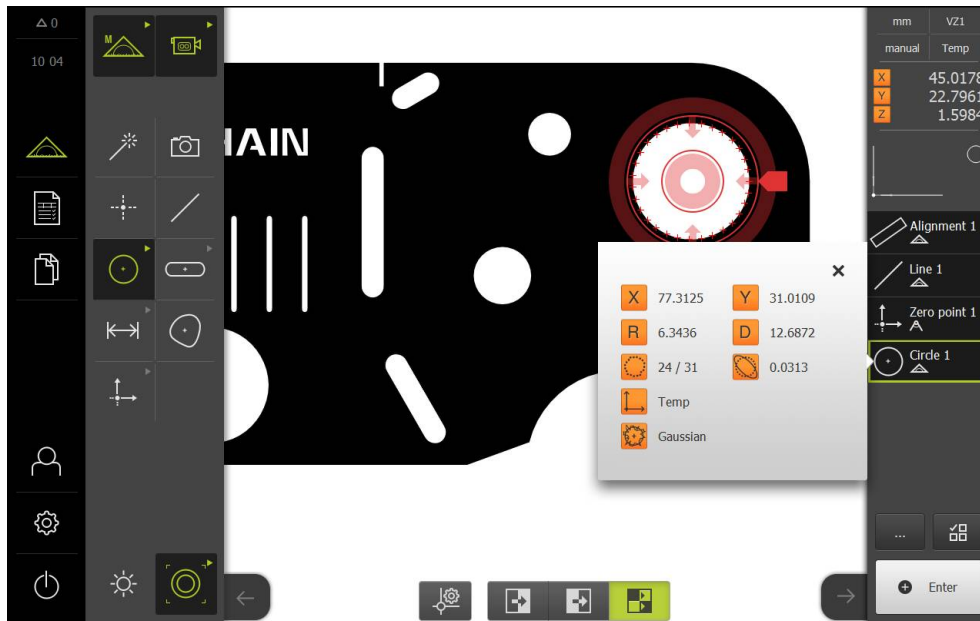 0
10 04
M
HAIN
mm VZ1
manual Temp
X 45.0178
Y 22.7961
Z 1.5984
Alignment 1
Line 1
Zero point 1
Circle 1
X 77.3125 Y 31.0109
R 6.3436 D 12.6872
24 / 31 0.0313
Temp
Gaussian
...
Enter